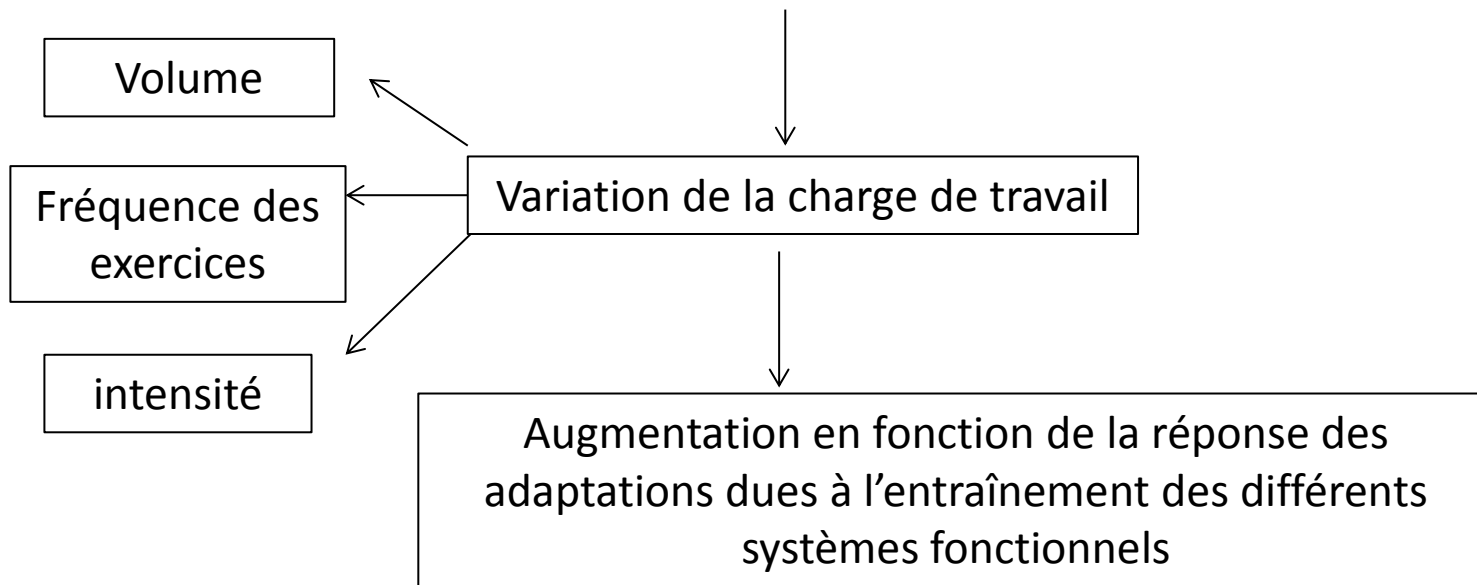 Volume
Variation de la charge de travail
Fréquence des
exercices
intensité
Augmentation en fonction de la réponse des
adaptations dues à l’entraînement des différents
systèmes fonctionnels